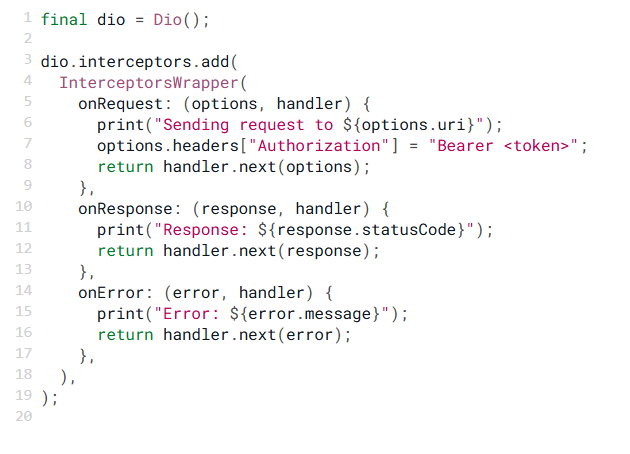 1 final dio = Dio();
2
3 dio.interceptors.add(
4   InterceptorsWrapper(
5     onRequest: (options, handler) {
6       print("Sending request to ${options.uri}");
7       options.headers["Authorization"] = "Bearer <token>";
8       return handler.next(options);
9     },
10     onResponse: (response, handler) {
11       print("Response: ${response.statusCode}");
12       return handler.next(response);
13     },
14     onError: (error, handler) {
15       print("Error: ${error.message}");
16       return handler.next(error);
17     },
18   ),
19 );
20